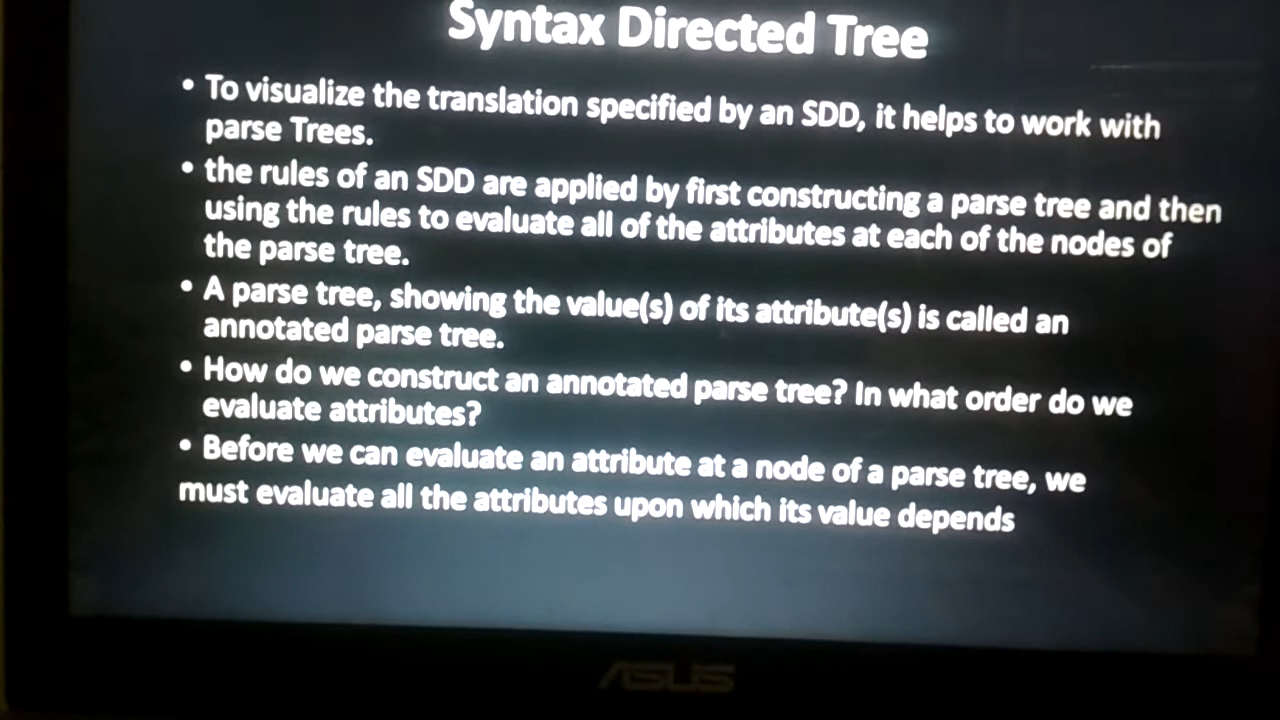 Syntax Directed Tree
• To visualize the translation specified by an SDD, it helps to work with
parse Trees.
• the rules of an SDD are applied by first constructing a parse tree and then
using the rules to evaluate all of the attributes at each of the nodes of
the parse tree.
• A parse tree, showing the value(s) of its attribute(s) is called an
annotated parse tree.
• How do we construct an annotated parse tree? In what order do we
evaluate attributes?
• Before we can evaluate an attribute at a node of a parse tree, we
must evaluate all the attributes upon which its value depends
ASUS